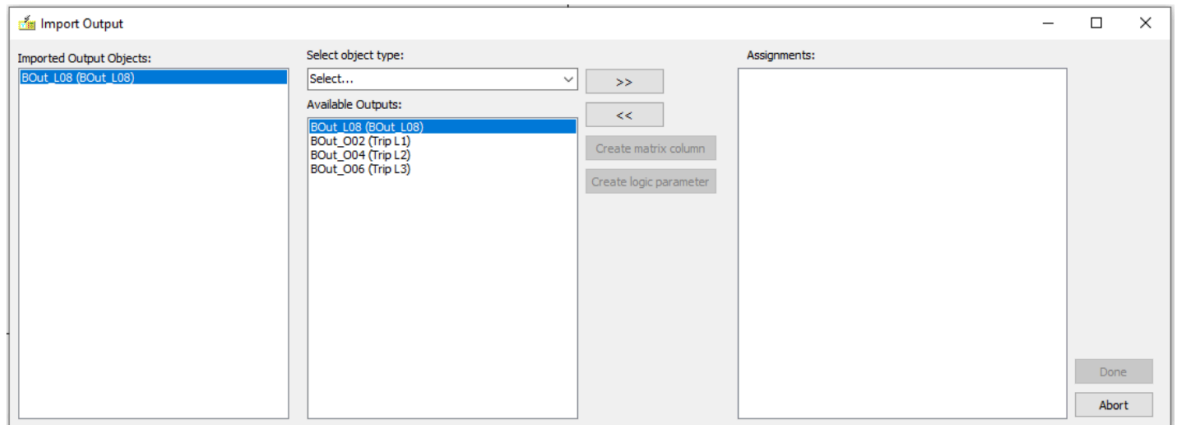 Import Output
Imported Output Objects:
BOut_L08 (BOut_L08)
Select object type:
Select...
Available Outputs:
BOut_L08 (BOut_L08)
BOut_O02 (Trip L1)
BOut_O04 (Trip L2)
BOut_O06 (Trip L3)
>>
<<
Create matrix column
Create logic parameter
Assignments:
Done
Abort